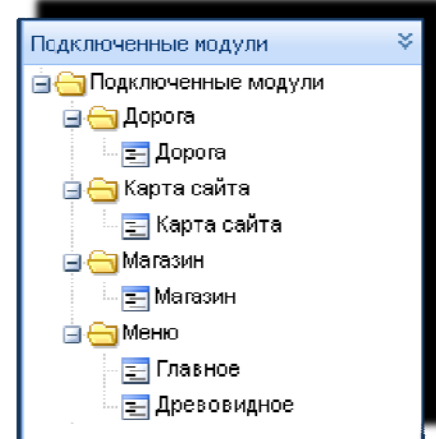 Подключенные модули
Подключенные модули
Дорога
Дорога
Карта сайта
Карта сайта
Магазин
Магазин
Меню
Главное
Древовидное